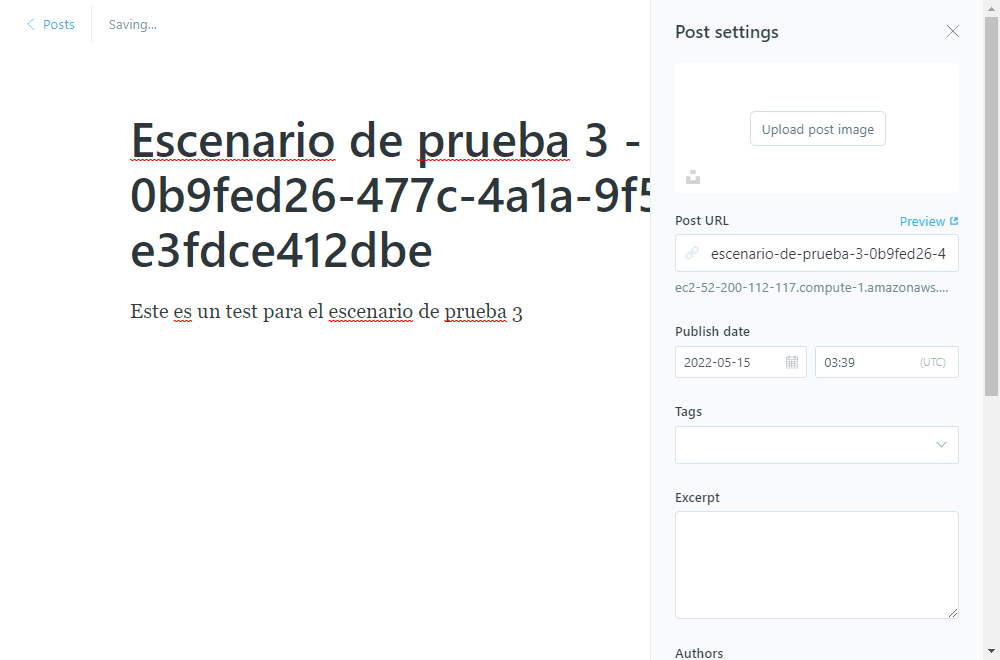 Posts
Saving...
Escenario de prueba 3 -
0b9fed26-477c-4a1a-9f5
e3fdce412dbe
Este es un test para el escenario de prueba 3
Post settings
Upload post image
Post URL
Preview
escenario-de-prueba-3-0b9fed26-4
ec2-52-200-112-117.compute-1.amazonaws....
Publish date
2022-05-15
03:39
(UTC)
Tags
Excerpt
Authors